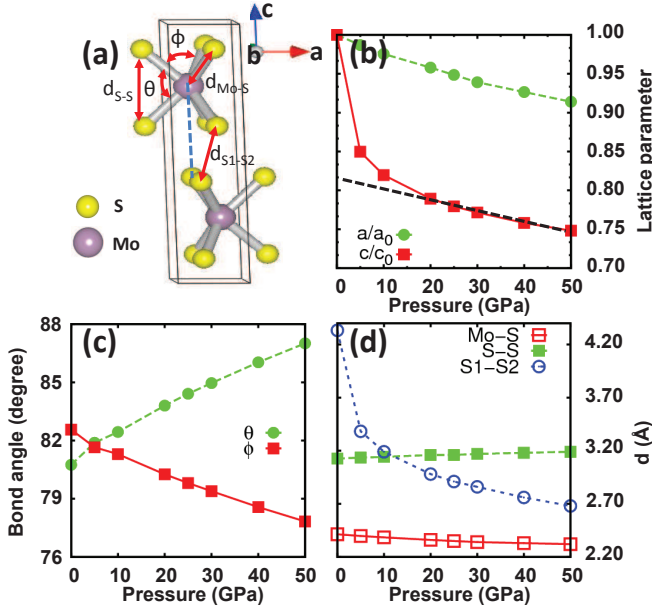 (a)
ϕ
θ
d_S-S
d_Mo-S
d_S1-S2
S
Mo
c
b
a
(b)
1.00
0.95
0.90
0.85
0.80
0.75
0.70
Lattice parameter
a/a₀
c/c₀
0 10 20 30 40 50
Pressure (GPa)
(c)
88
85
82
79
76
Bond angle (degree)
θ
ϕ
0 10 20 30 40 50
Pressure (GPa)
(d)
Mo−S
S−S
S1−S2
4.20
3.70
3.20
2.70
2.20
d (Å)
0 10 20 30 40 50
Pressure (GPa)